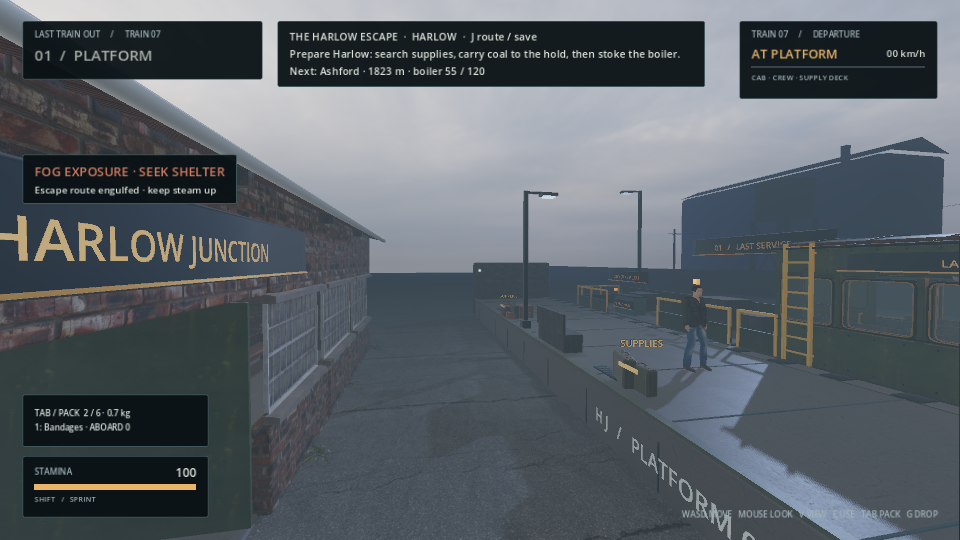 LAST TRAIN OUT / TRAIN 07
01 / PLATFORM
THE HARLOW ESCAPE · HARLOW · J route / save
Prepare Harlow: search supplies, carry coal to the hold, then stoke the boiler.
Next: Ashford · 1823 m · boiler 55 / 120
TRAIN 07 / DEPARTURE
AT PLATFORM 00 km/h
CAB · CREW · SUPPLY DECK
FOG EXPOSURE · SEEK SHELTER
Escape route engulfed · keep steam up
HARLOW JUNCTION
01 / LAST SERVICE
LA
SUPPLIES
HJ / PLATFORM
TAB / PACK 2 / 6 · 0.7 kg
1: Bandages · ABOARD 0
STAMINA 100
SHIFT / SPRINT
WASD MOVE MOUSE LOOK TAB PACK G DROP